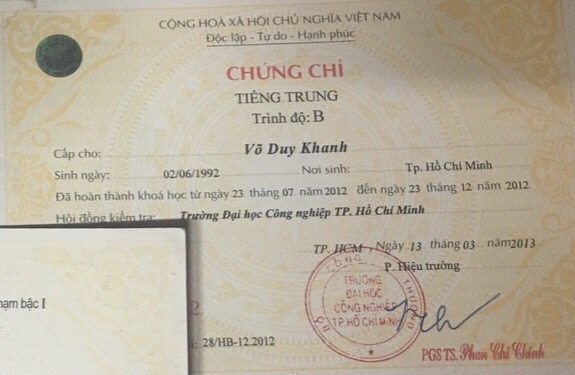 CỘNG HOÀ XÃ HỘI CHỦ NGHĨA VIỆT NAM
Độc lập - Tự do - Hạnh phúc
CHỨNG CHỈ
TIẾNG TRUNG
Trình độ: B
Cấp cho: Võ Duy Khanh
Sinh ngày: 02/06/1992 Nơi sinh: Tp. Hồ Chí Minh
Đã hoàn thành khoá học từ ngày 23 tháng 07 năm 2012 đến ngày 23 tháng 12 năm 2012
Hội đồng kiểm tra: Trường Đại học Công nghiệp TP. Hồ Chí Minh
TP. HCM, Ngày 13 tháng 03 năm 2013
P. Hiệu trưởng
BỘ CÔNG THƯƠNG
TRƯỜNG
ĐẠI HỌC
CÔNG NGHIỆP
TP.HỒ CHÍ MINH
28/HB-12.2012
PGS TS. Phan Chí Chính
bậc I